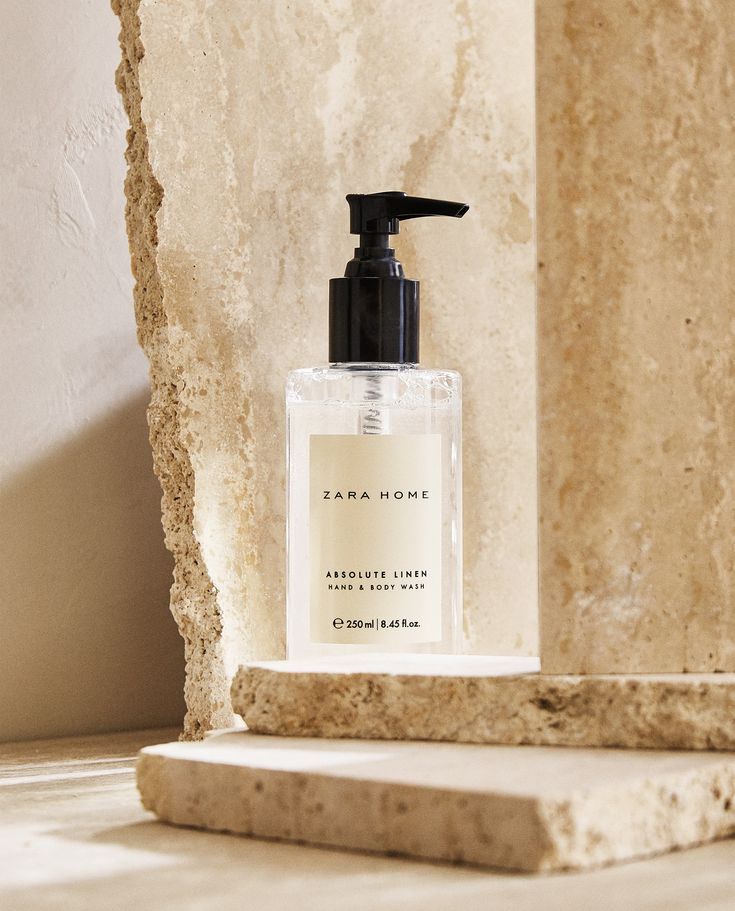 ZARA HOME
ABSOLUTE LINEN
HAND & BODY WASH
℮ 250 ml | 8.45 fl.oz.